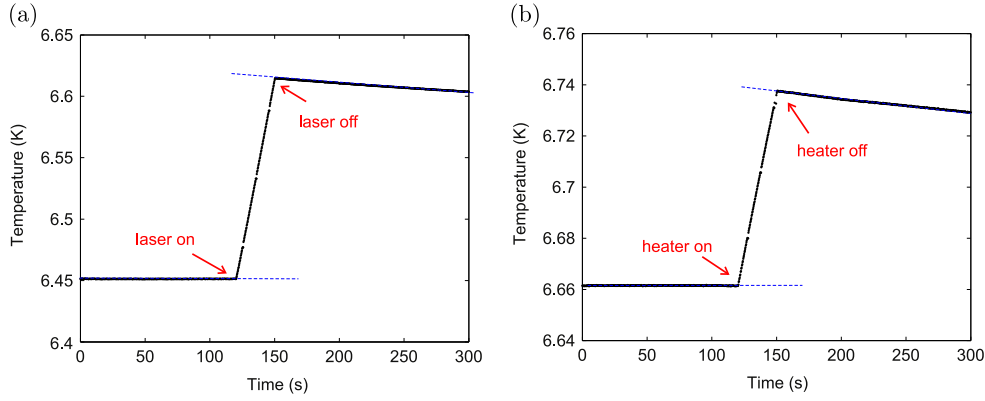 (a)
6.65
6.6
6.55
6.5
6.45
6.4
Temperature (K)
laser off
laser on
0
50
100
150
200
250
300
Time (s)
(b)
6.76
6.74
6.72
6.7
6.68
6.66
6.64
Temperature (K)
heater off
heater on
0
50
100
150
200
250
300
Time (s)